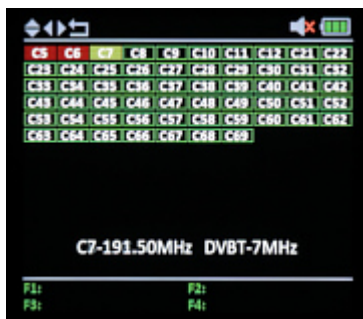 C5 C6 C7 C8 C9 C10 C11 C12 C21 C22
C23 C24 C25 C26 C27 C28 C29 C30 C31 C32
C33 C34 C35 C36 C37 C38 C39 C40 C41 C42
C43 C44 C45 C46 C47 C48 C49 C50 C51 C52
C53 C54 C55 C56 C57 C58 C59 C60 C61 C62
C63 C64 C65 C66 C67 C68 C69
C7-191.50MHz DVBT-7MHz
F1: F2:
F3: F4: